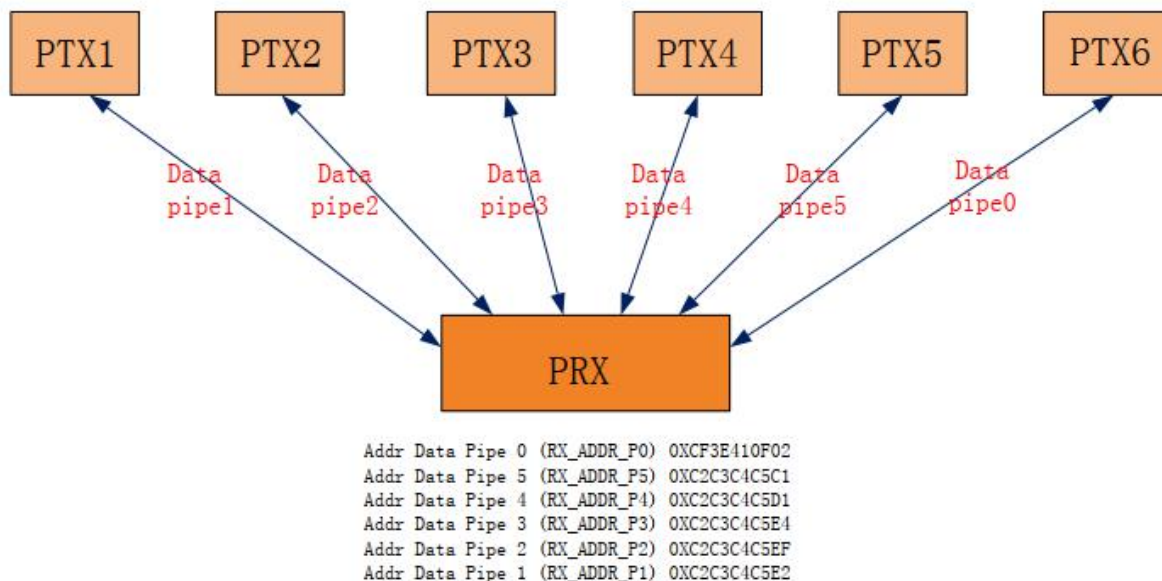 PTX1
PTX2
PTX3
PTX4
PTX5
PTX6
Data
pipe1
Data
pipe2
Data
pipe3
Data
pipe4
Data
pipe5
Data
pipe0
PRX
Addr Data Pipe 0 (RX_ADDR_P0) 0XCF3E410F02
Addr Data Pipe 5 (RX_ADDR_P5) 0XC2C3C4C5C1
Addr Data Pipe 4 (RX_ADDR_P4) 0XC2C3C4C5D1
Addr Data Pipe 3 (RX_ADDR_P3) 0XC2C3C4C5E4
Addr Data Pipe 2 (RX_ADDR_P2) 0XC2C3C4C5EF
Addr Data Pipe 1 (RX_ADDR_P1) 0XC2C3C4C5E2